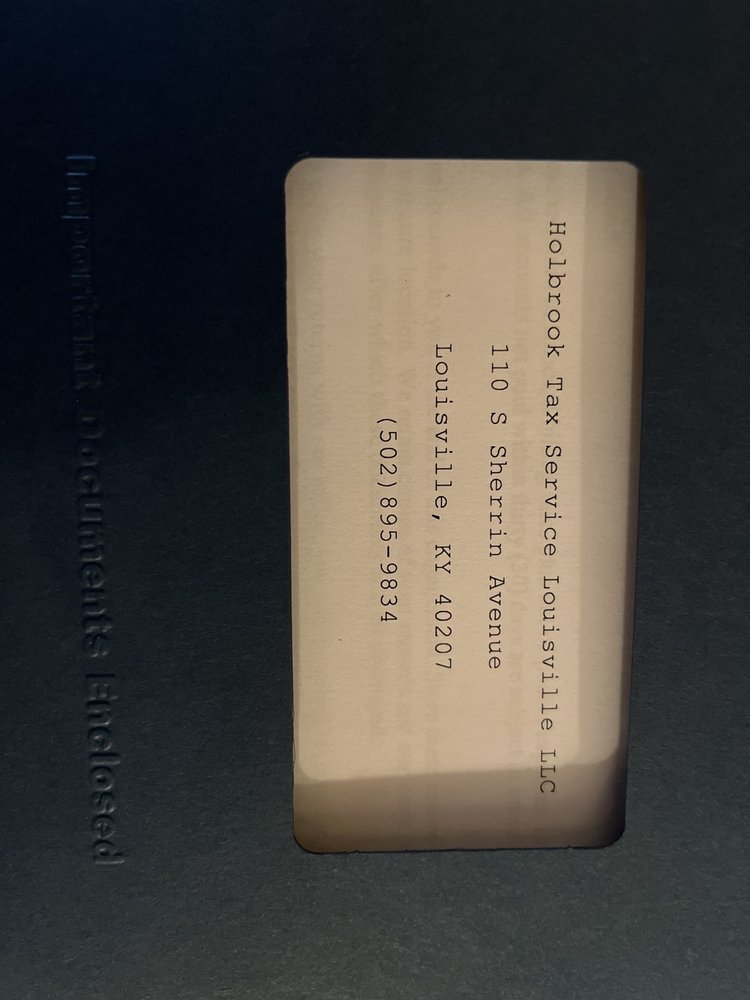 Holbrook Tax Service Louisville LLC
110 S Sherrin Avenue
Louisville, KY 40207
(502)895-9834
Important Documents Enclosed